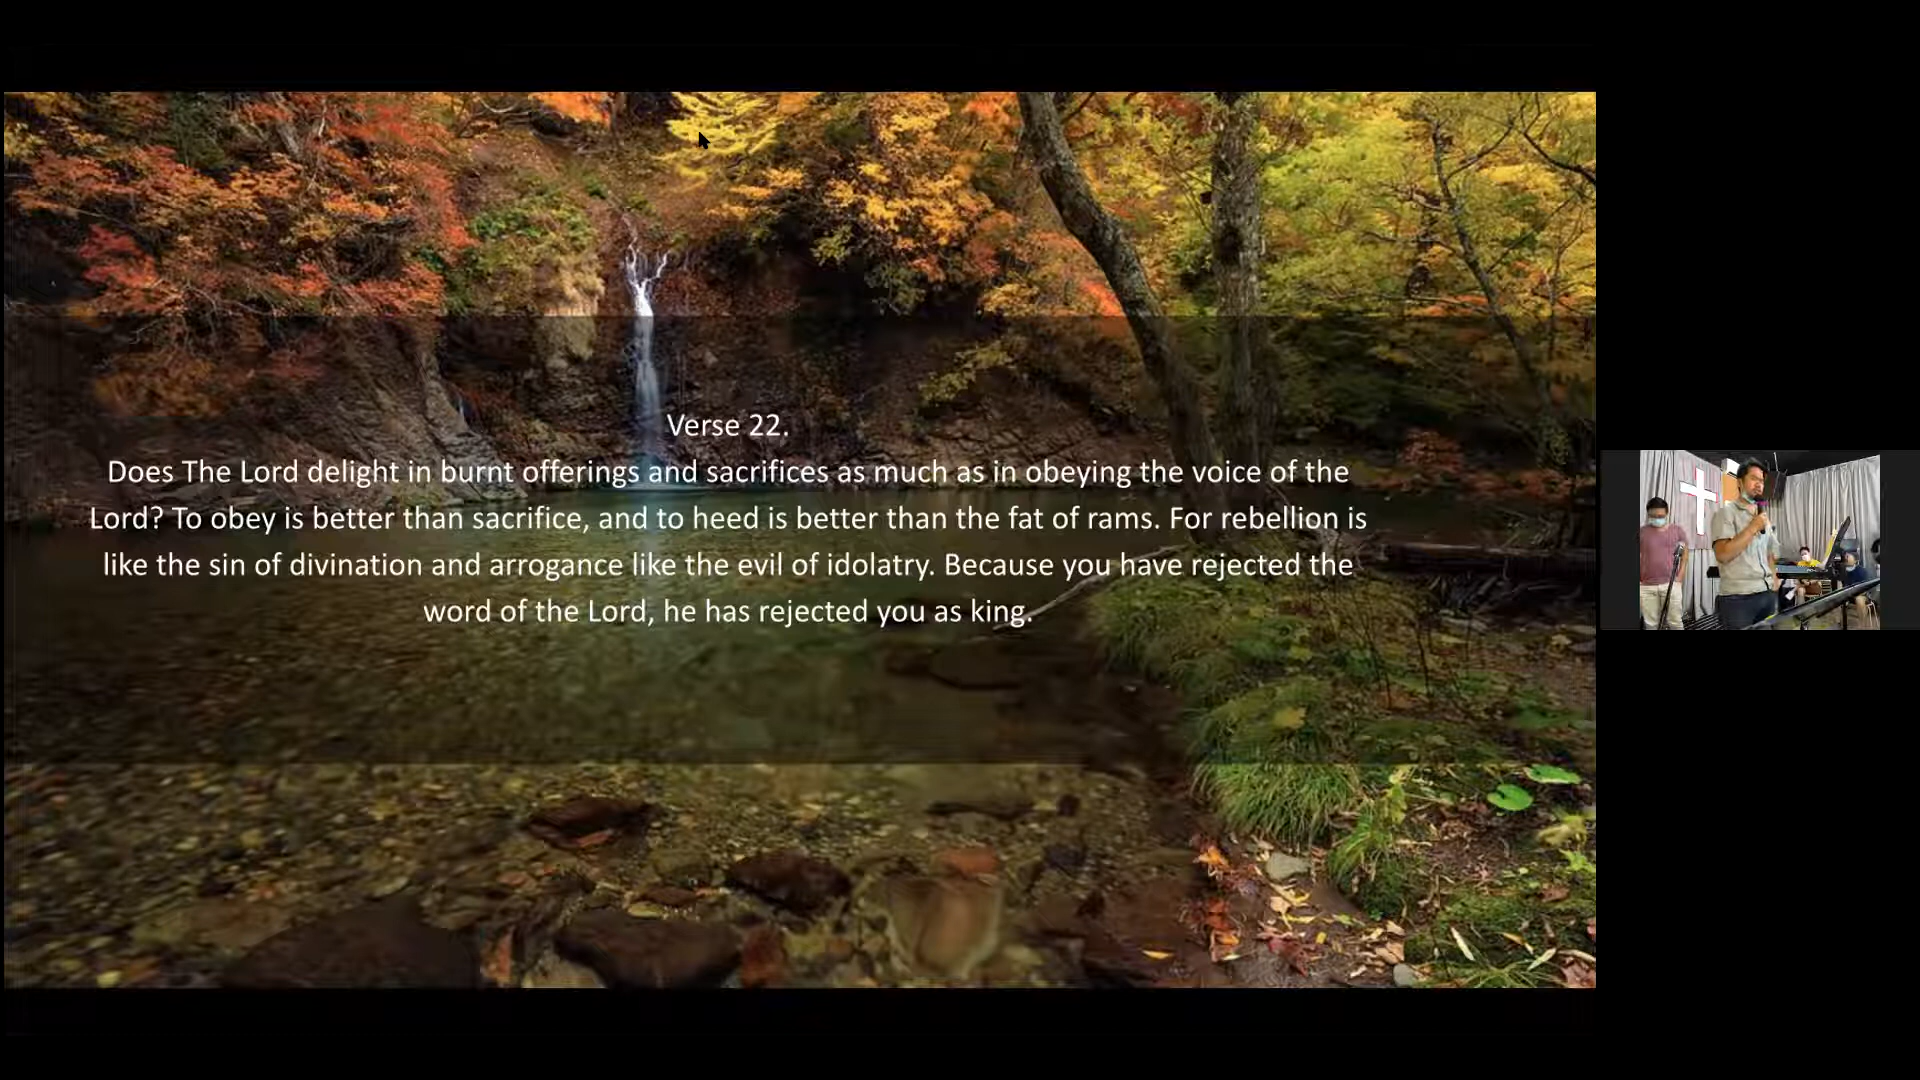 Verse 22.
Does The Lord delight in burnt offerings and sacrifices as much as in obeying the voice of the
Lord? To obey is better than sacrifice, and to heed is better than the fat of rams. For rebellion is
like the sin of divination and arrogance like the evil of idolatry. Because you have rejected the
word of the Lord, he has rejected you as king.